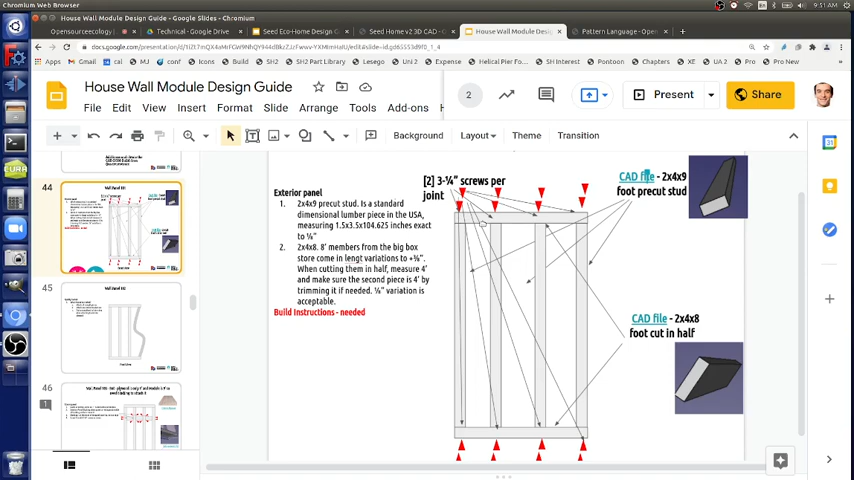 Chromium Web Browser
9:51 AM
House Wall Module Design Guide - Google Slides - Chromium
Opensourceecology
Technical - Google Drive
Seed Eco-Home Design G
Seed Home v2 3D CAD - G
House Wall Module Design
Pattern Language - Open
Apps
Gmail
cal
MJ
conf
Icons
Build
SH2
SH2 Part Library
Lesego
Uni 2
Expense
Helical Pier Fo
Pontoon
Chapters
XE
UA 2
Pro
Pro New
House Wall Module Design Guide
File Edit View Insert Format Slide Arrange Tools Add-ons
2
Present
Share
Background
Layout
Theme
Transition
44
45
46
1
[2] 3-¼" screws per
joint
Exterior panel
1. 2x4x9 precut stud. Is a standard
dimensional lumber piece in the USA,
measuring 1.5x3.5x104.625 inches exact
to ⅛"
2. 2x4x8. 8' members from the big box
store come in lengt variations to +⅜".
When cutting them in half, measure 4'
and make sure the second piece is 4' by
trimming it if needed. ⅛" variation is
acceptable.
Build Instructions - needed
CAD file - 2x4x9
foot precut stud
CAD file - 2x4x8
foot cut in half